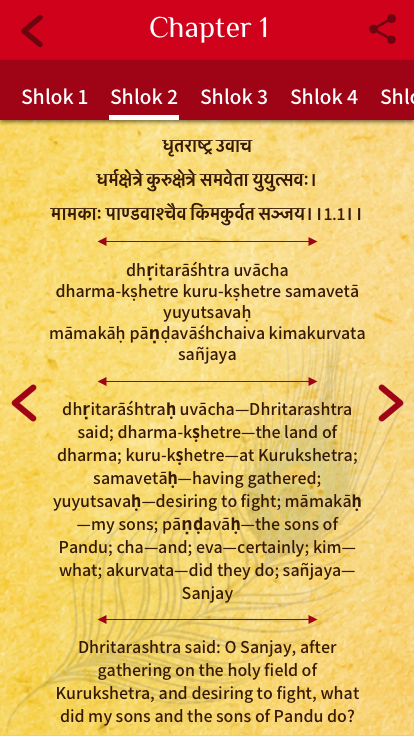 Chapter 1
Shlok 1 Shlok 2 Shlok 3 Shlok 4 Shlo
धृतराष्ट्र उवाच
धर्मक्षेत्रे कुरुक्षेत्रे समवेता युयुत्सवः।
मामकाः पाण्डवाश्चैव किमकुर्वत सञ्जय।।1.1।।
dhṛitarāśhtra uvācha
dharma-kṣhetre kuru-kṣhetre samavetā
yuyutsavaḥ
māmakāḥ pāṇḍavāśhchaiva kimakurvata
sañjaya
dhṛitarāśhtraḥ uvācha—Dhritarashtra
said; dharma-kṣhetre—the land of
dharma; kuru-kṣhetre—at Kurukshetra;
samavetāḥ—having gathered;
yuyutsavaḥ—desiring to fight; māmakāḥ
—my sons; pāṇḍavāḥ—the sons of
Pandu; cha—and; eva—certainly; kim—
what; akurvata—did they do; sañjaya—
Sanjay
Dhritarashtra said: O Sanjay, after
gathering on the holy field of
Kurukshetra, and desiring to fight, what
did my sons and the sons of Pandu do?